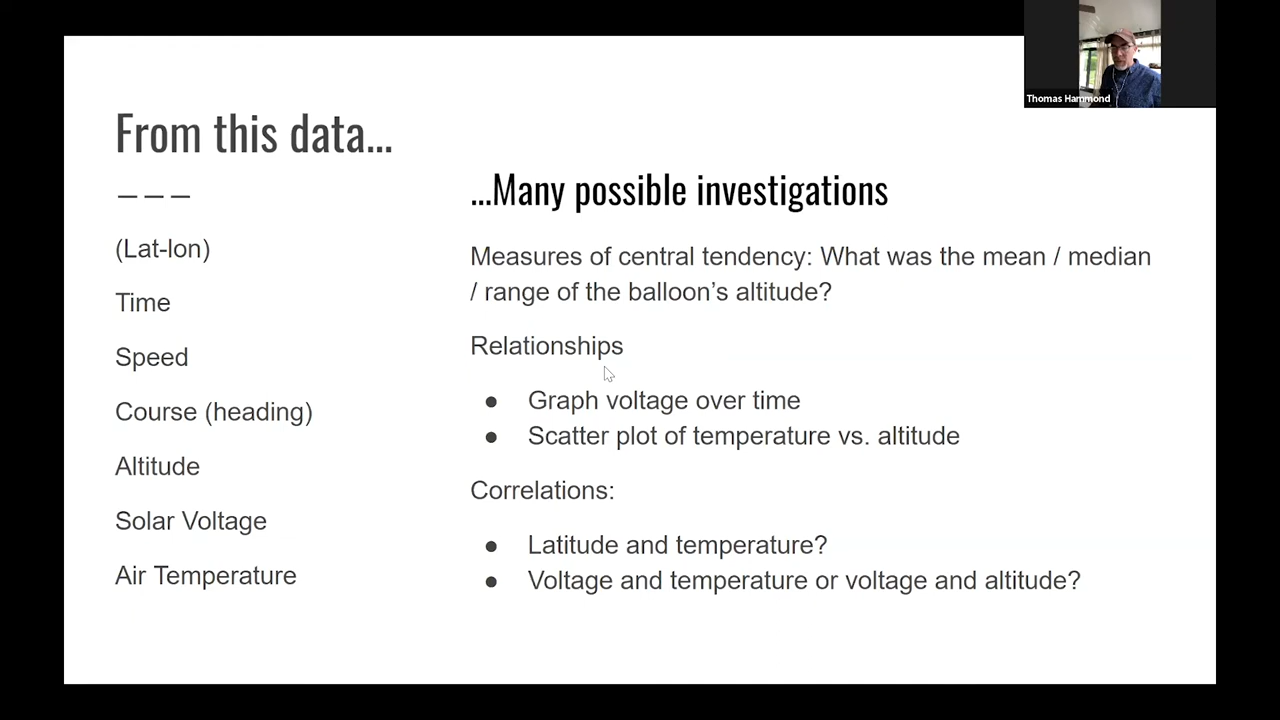 Thomas Hammond
From this data...
– – –
(Lat-lon)
Time
Speed
Course (heading)
Altitude
Solar Voltage
Air Temperature
...Many possible investigations
Measures of central tendency: What was the mean / median
/ range of the balloon’s altitude?
Relationships
● Graph voltage over time
● Scatter plot of temperature vs. altitude
Correlations:
● Latitude and temperature?
● Voltage and temperature or voltage and altitude?